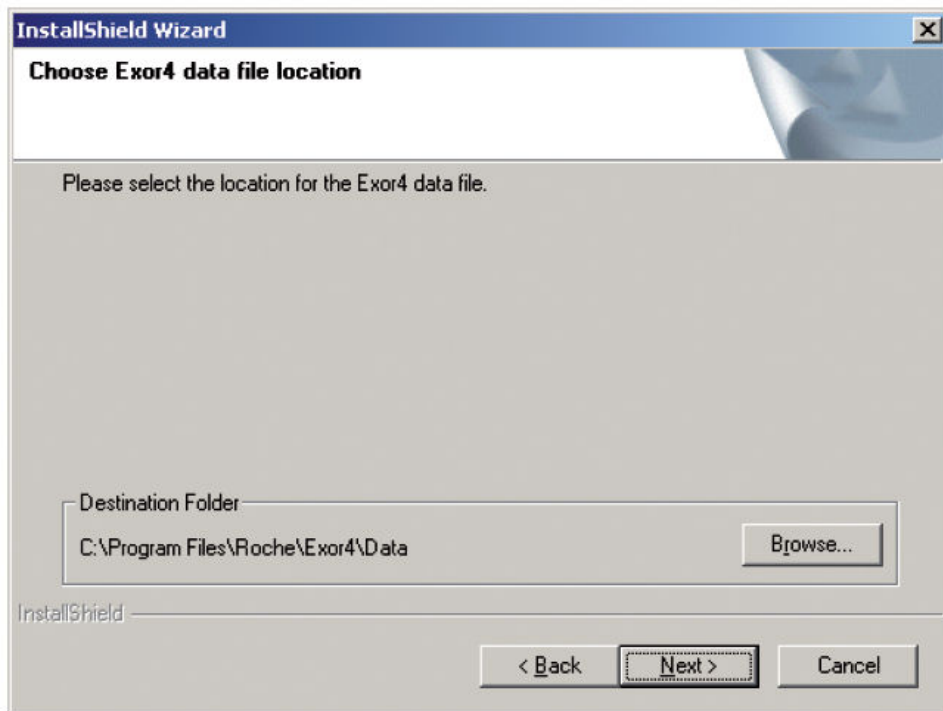 InstallShield Wizard
Choose Exor4 data file location
Please select the location for the Exor4 data file.
Destination Folder
C:\Program Files\Roche\Exor4\Data
Browse...
InstallShield
< Back
Next >
Cancel